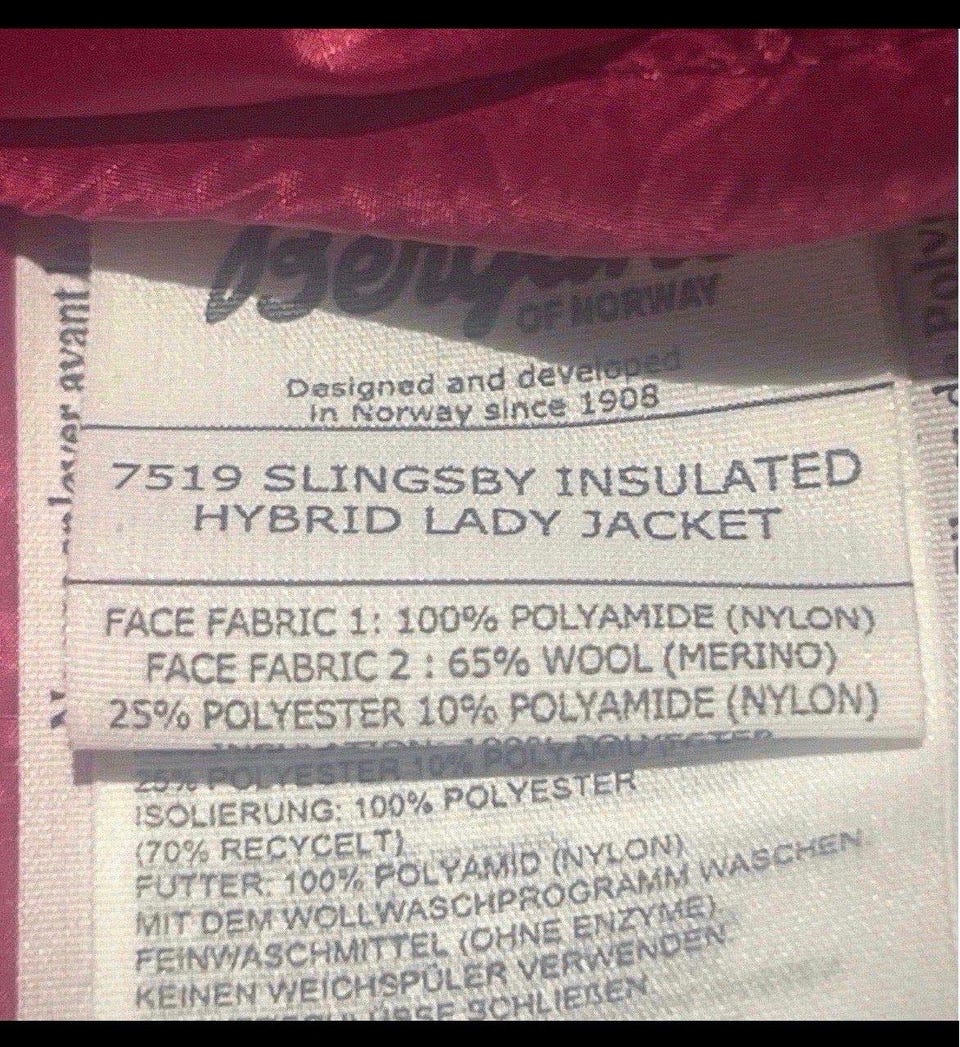 OF NORWAY
Designed and developed
in Norway since 1908
7519 SLINGSBY INSULATED
HYBRID LADY JACKET
FACE FABRIC 1: 100% POLYAMIDE (NYLON)
FACE FABRIC 2 : 65% WOOL (MERINO)
25% POLYESTER 10% POLYAMIDE (NYLON)
25% POLYESTER 10% POLYAMID
ISOLIERUNG: 100% POLYESTER
(70% RECYCELT)
FUTTER: 100% POLYAMID (NYLON)
MIT DEM WOLLWASCHPROGRAMM WASCHEN.
FEINWASCHMITTEL (OHNE ENZYME).
KEINEN WEICHSPÜLER VERWENDEN.
SCHLIEßEN.
avant